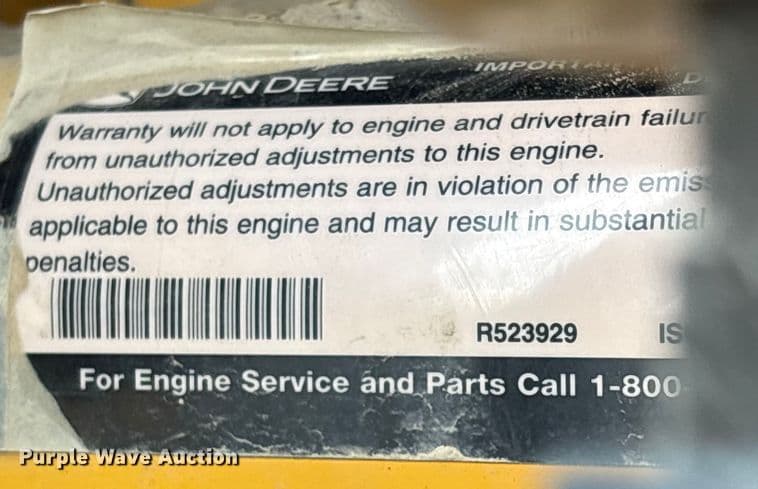 IMPORTANT
JOHN DEERE
Warranty will not apply to engine and drivetrain failur
from unauthorized adjustments to this engine.
Unauthorized adjustments are in violation of the emis
applicable to this engine and may result in substantial
penalties.
R523929 IS
For Engine Service and Parts Call 1-800
Purple Wave Auction